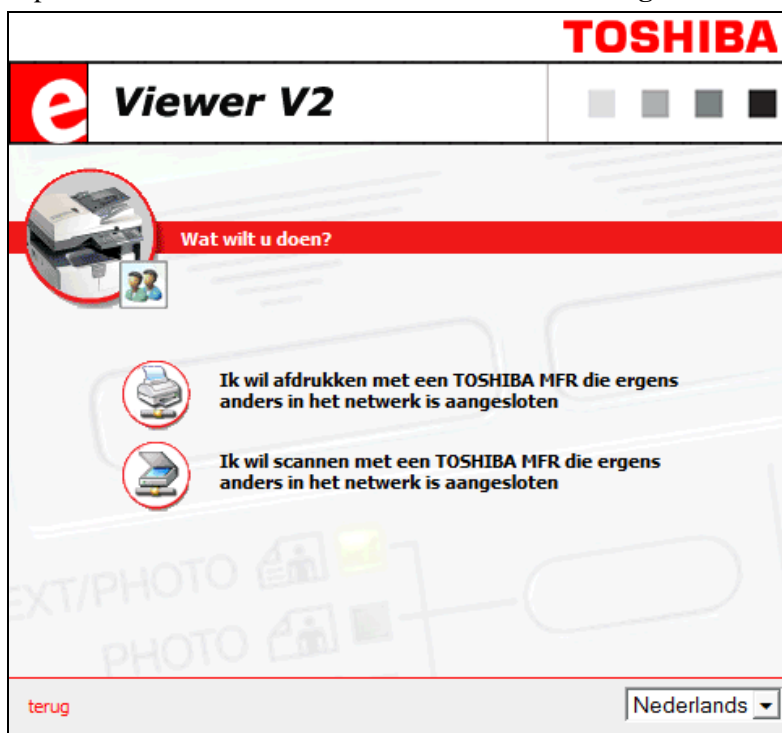 TOSHIBA
e Viewer V2
Wat wilt u doen?
Ik wil afdrukken met een TOSHIBA MFR die ergens
anders in het netwerk is aangesloten
Ik wil scannen met een TOSHIBA MFR die ergens
anders in het netwerk is aangesloten
EXT/PHOTO
PHOTO
terug
Nederlands